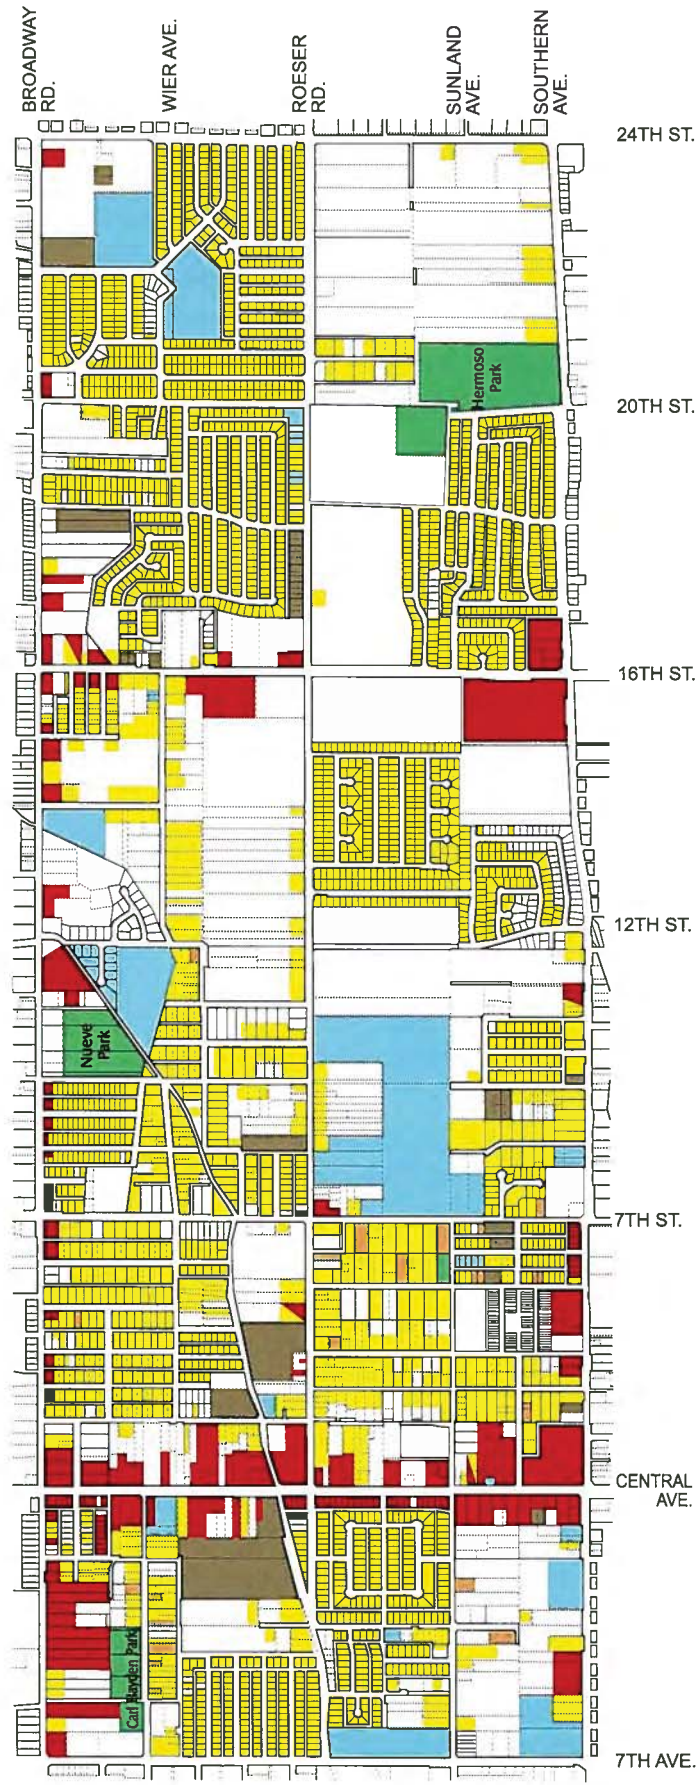 BROADWAY
RD.
WIER AVE.
ROESER
RD.
SUNLAND
AVE.
SOUTHERN
AVE.
24TH ST.
Hermoso
Park
20TH ST.
16TH ST.
12TH ST.
Nueve
Park
7TH ST.
CENTRAL
AVE.
Carl Hayden Park
7TH AVE.